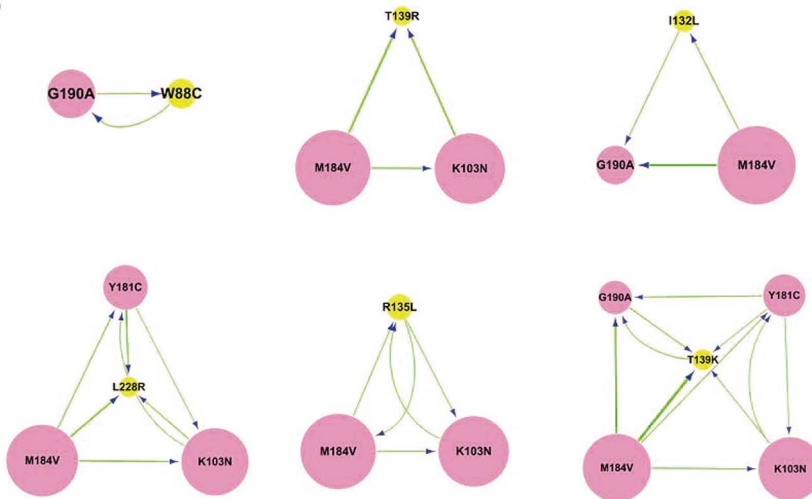 G190A W88C
T139R
M184V K103N
I132L
G190A M184V
Y181C
L228R
M184V K103N
R135L
M184V K103N
G190A Y181C
T139K
M184V K103N